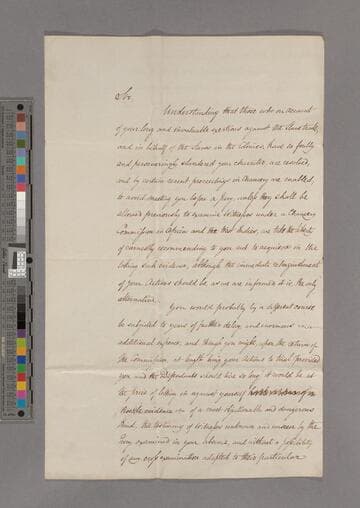 Sir,
Understanding that those who on account
of your long and invaluable exertions against the Slave trade,
and in behalf of the Slaves in the Colonies, have so foully
and perseveringly slandered your character are resolved,
and by certain recent proceedings in Chancery are enabled,
to avoid meeting you before a Jury, unless they shall be
allowed previously to examine Witnesses under a Chancery
Commission in Africa and the West Indies, we take the liberty
of earnestly recommending to you not to acquiesce in the
taking such evidence, although the immediate relinquishment
of your Actions should be, as we are informed it is, the only
alternative.
You would probably by a different course
be subjected to years of further delay and enormous
additional expence; and though you might, upon the return of
the Commission, at length bring your Actions to trial provided
you and the Defendants should live so long, it would be at
the price of letting in against yourself
Hostile evidence of a most objectionable and dangerous
kind, the testimony of Witnesses unknown and unseen by the
Jury, examined in your absence, and without a possibility
of any cross examination adapted to their particular